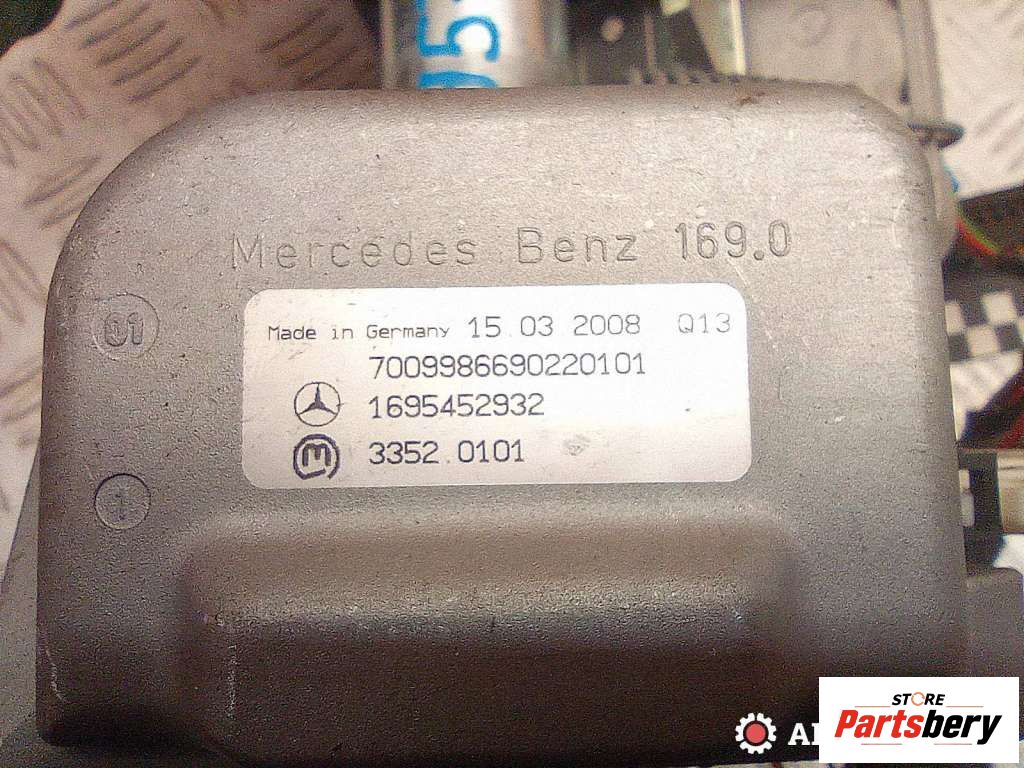 95
Mercedes Benz 169.0
01
Made in Germany 15.03 2008 Q13
7009986690220101
1695452932
3352.0101
1
STORE
Partsbery